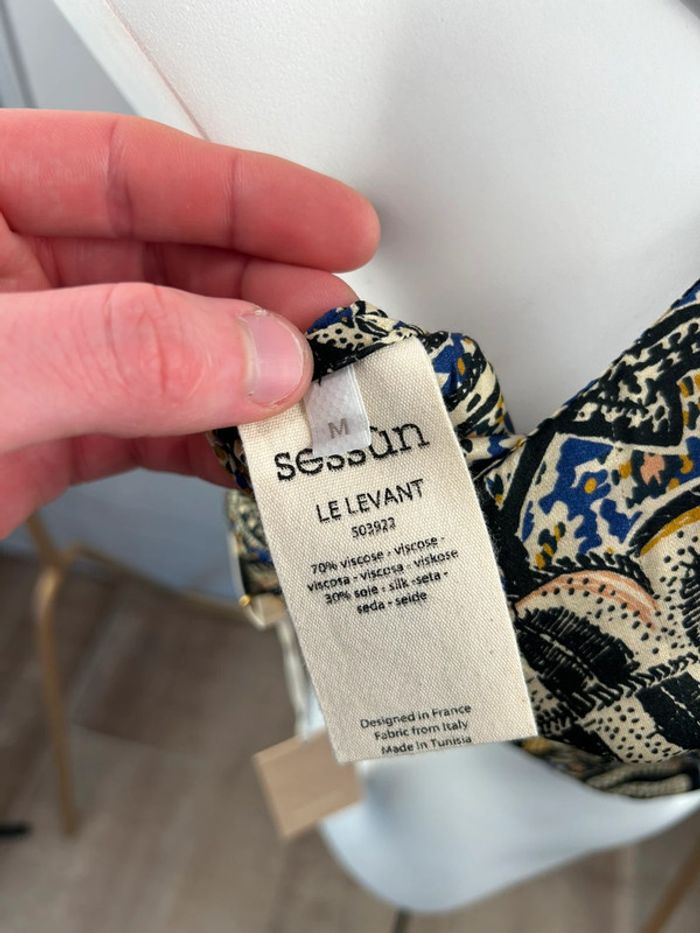 M
sessùn
LE LEVANT
S03922
70% viscose - viscose -
viscosa - viscosa - viskose
30% soie - silk -seta -
seda - seide
Designed in France
Fabric from Italy
Made in Tunisia